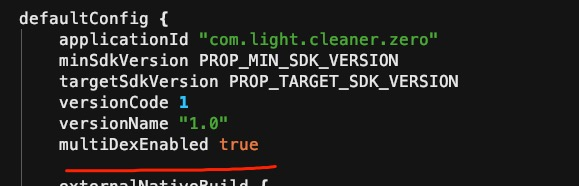 defaultConfig {
applicationId "com.light.cleaner.zero"
minSdkVersion PROP_MIN_SDK_VERSION
targetSdkVersion PROP_TARGET_SDK_VERSION
versionCode 1
versionName "1.0"
multiDexEnabled true
externalNativeBuild {